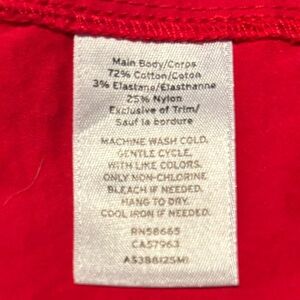 Main Body/Corps
72% Cotton/Coton
3% Elastane/Élasthanne
25% Nylon
Exclusive of Trim/
Sauf la bordure
MACHINE WASH COLD,
GENTLE CYCLE,
WITH LIKE COLORS.
ONLY NON-CHLORINE
BLEACH IF NEEDED.
HANG TO DRY.
COOL IRON IF NEEDED.
RN58665
CA57963
A5388(25M)